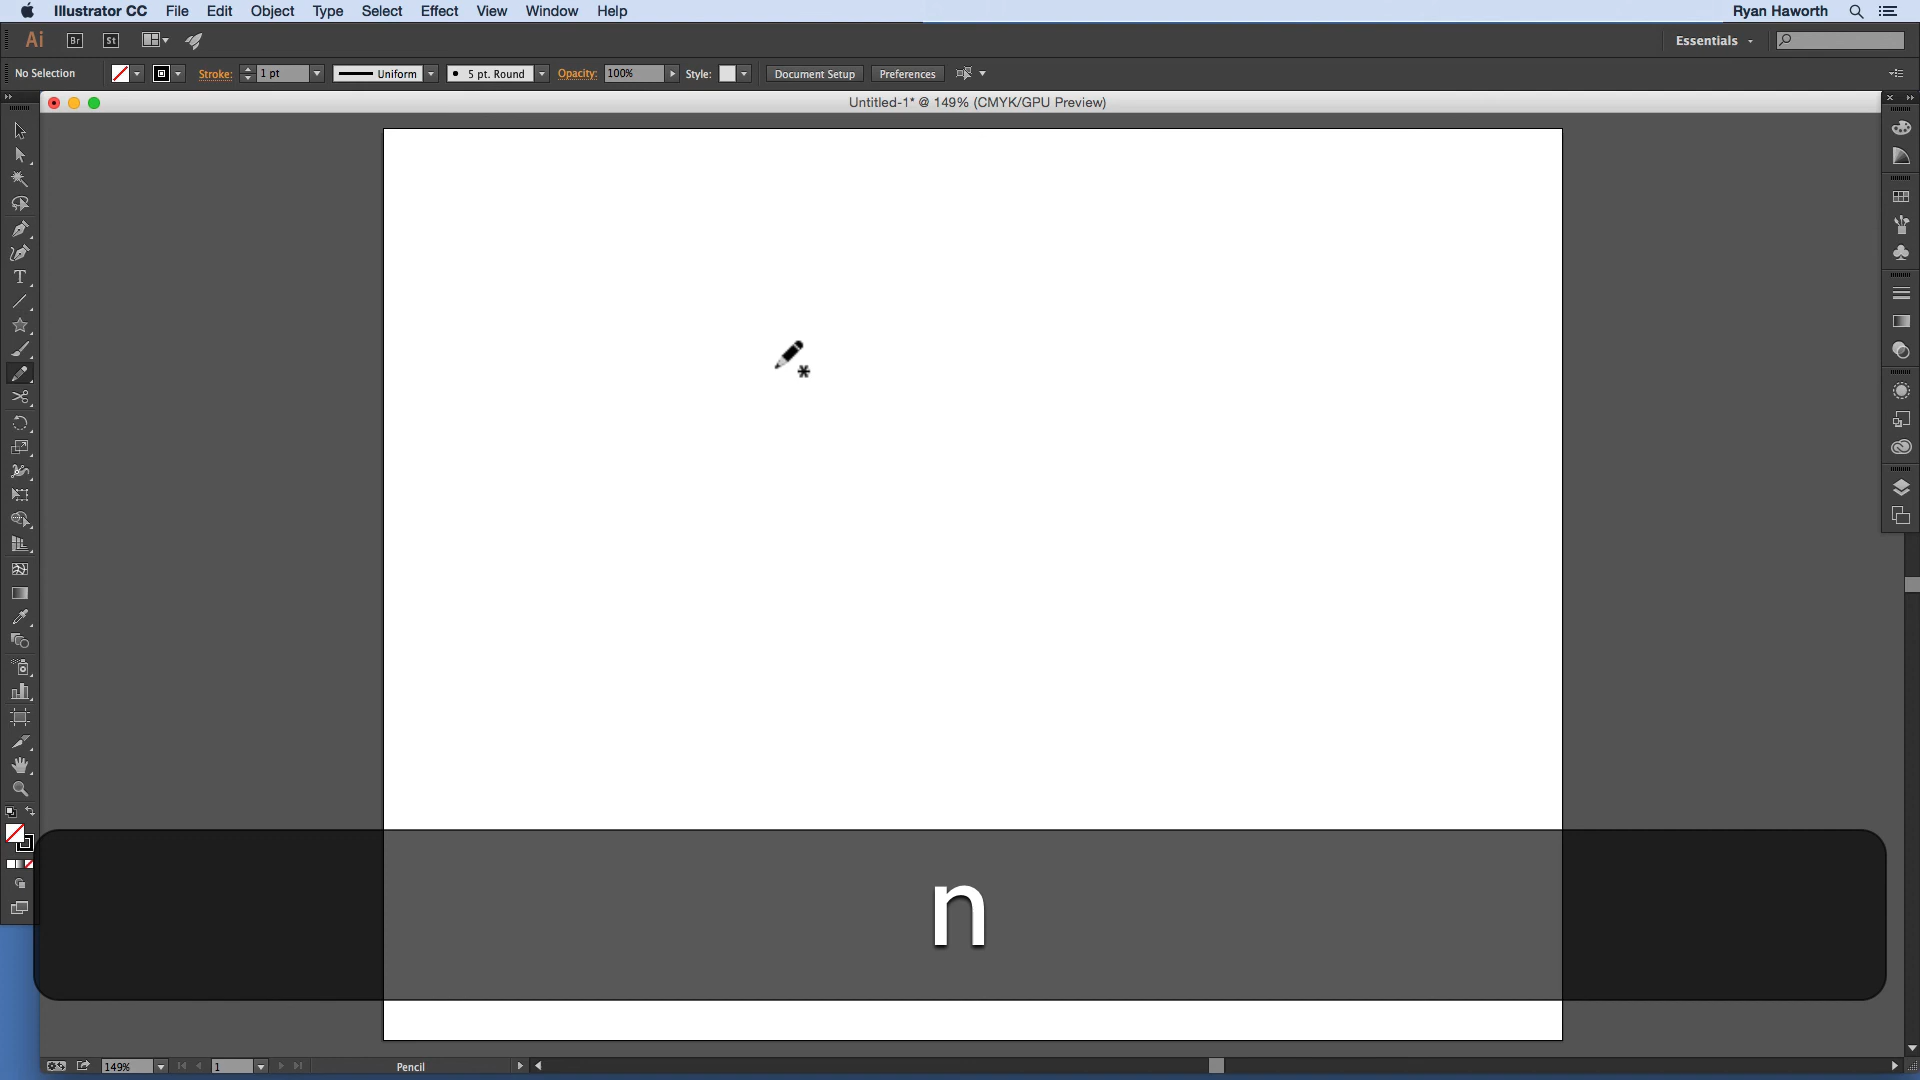 Illustrator CC File Edit Object Type Select Effect View Window Help Ryan Haworth
Ai Br St Essentials
No Selection Stroke: 1 pt Uniform 5 pt. Round Opacity: 100% Style: Document Setup Preferences
Untitled-1* @ 149% (CMYK/GPU Preview)
T
n
149% 1 Pencil